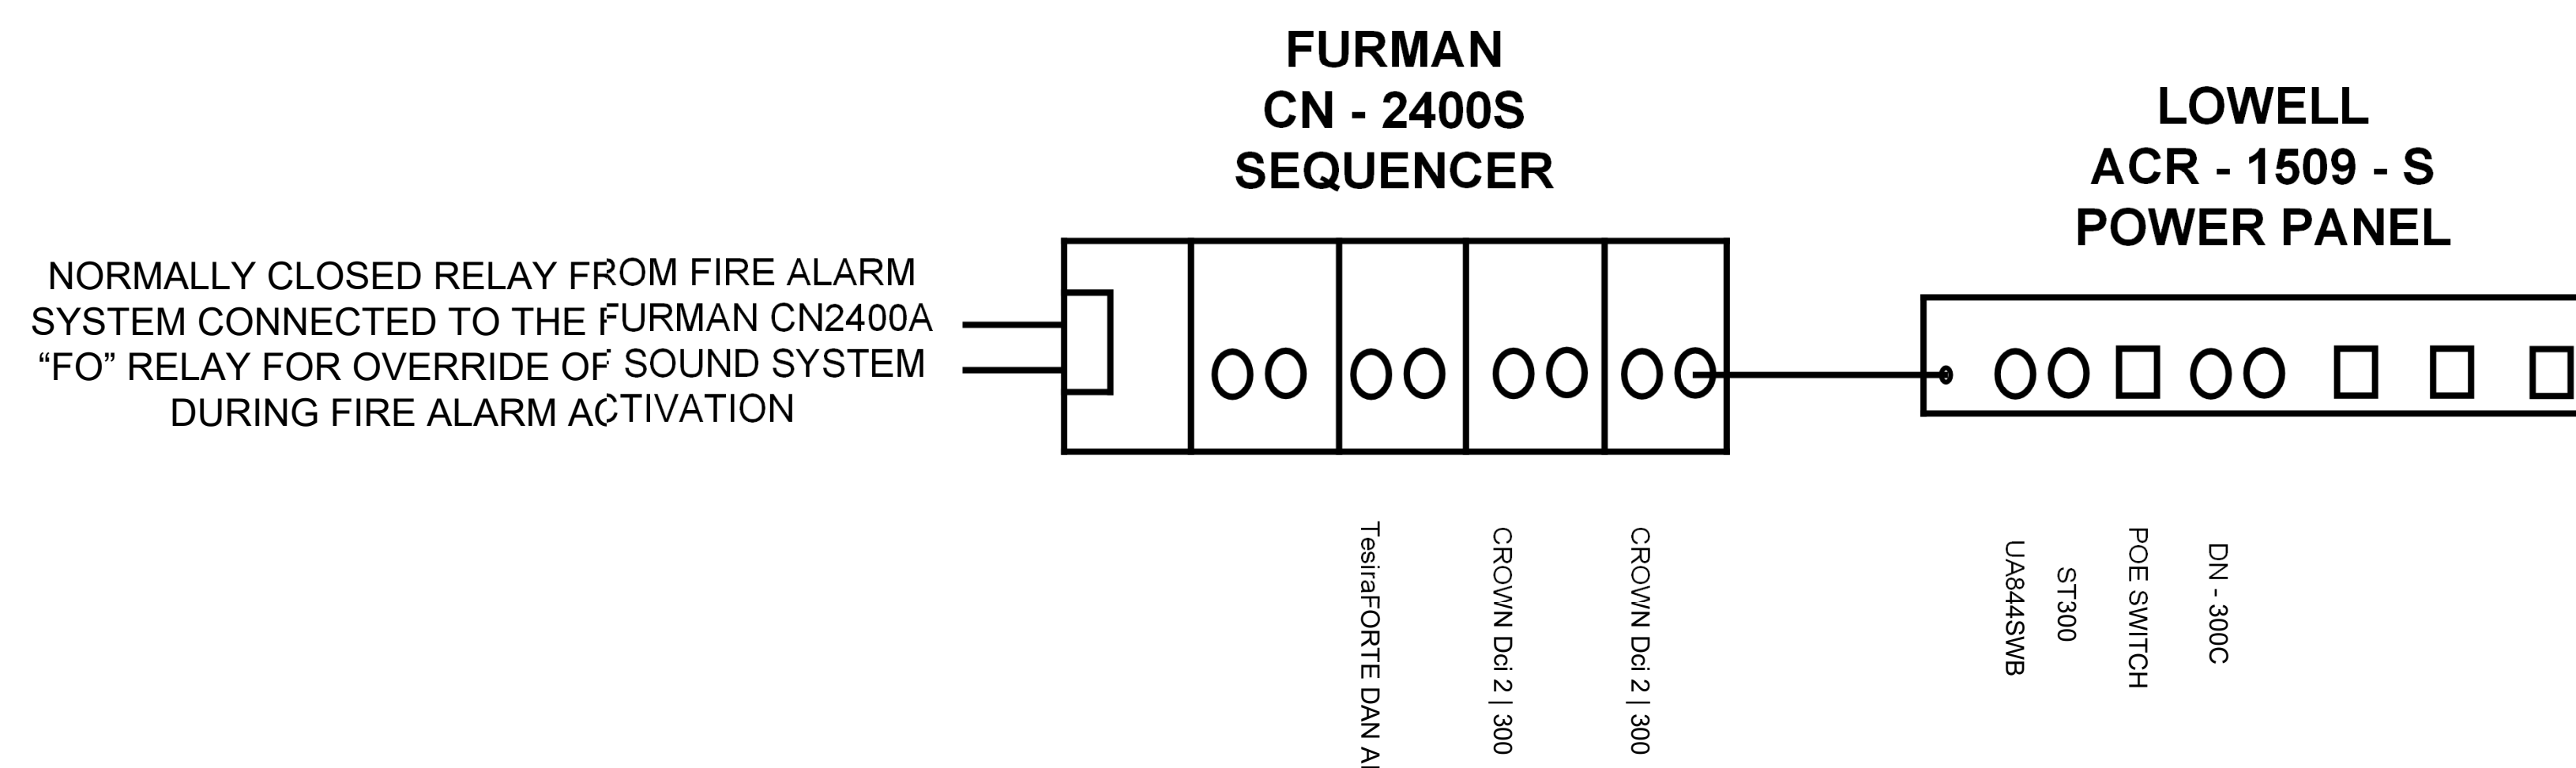 FURMAN
CN - 2400S
SEQUENCER
LOWELL
ACR - 1509 - S
POWER PANEL
NORMALLY CLOSED RELAY FROM FIRE ALARM
SYSTEM CONNECTED TO THE FURMAN CN2400A
“FO” RELAY FOR OVERRIDE OF SOUND SYSTEM
DURING FIRE ALARM ACTIVATION
TesiraFORTE DAN
CROWN Dci 2 | 300
CROWN Dci 2 | 300
UA844SWB
ST300
POE SWITCH
DN - 300C